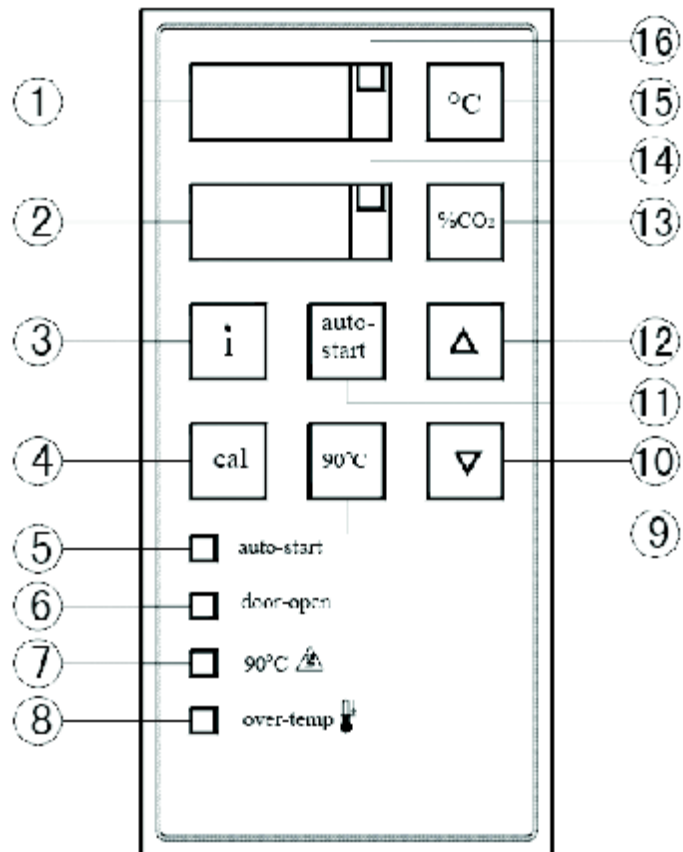 ① ⑯
°C ⑮
⑭
② %CO₂ ⑬
③ i auto-start ⑫
⑪
④ cal 90°C ⑩
⑨
⑤ auto-start
⑥ door-open
⑦ 90°C
⑧ over-temp